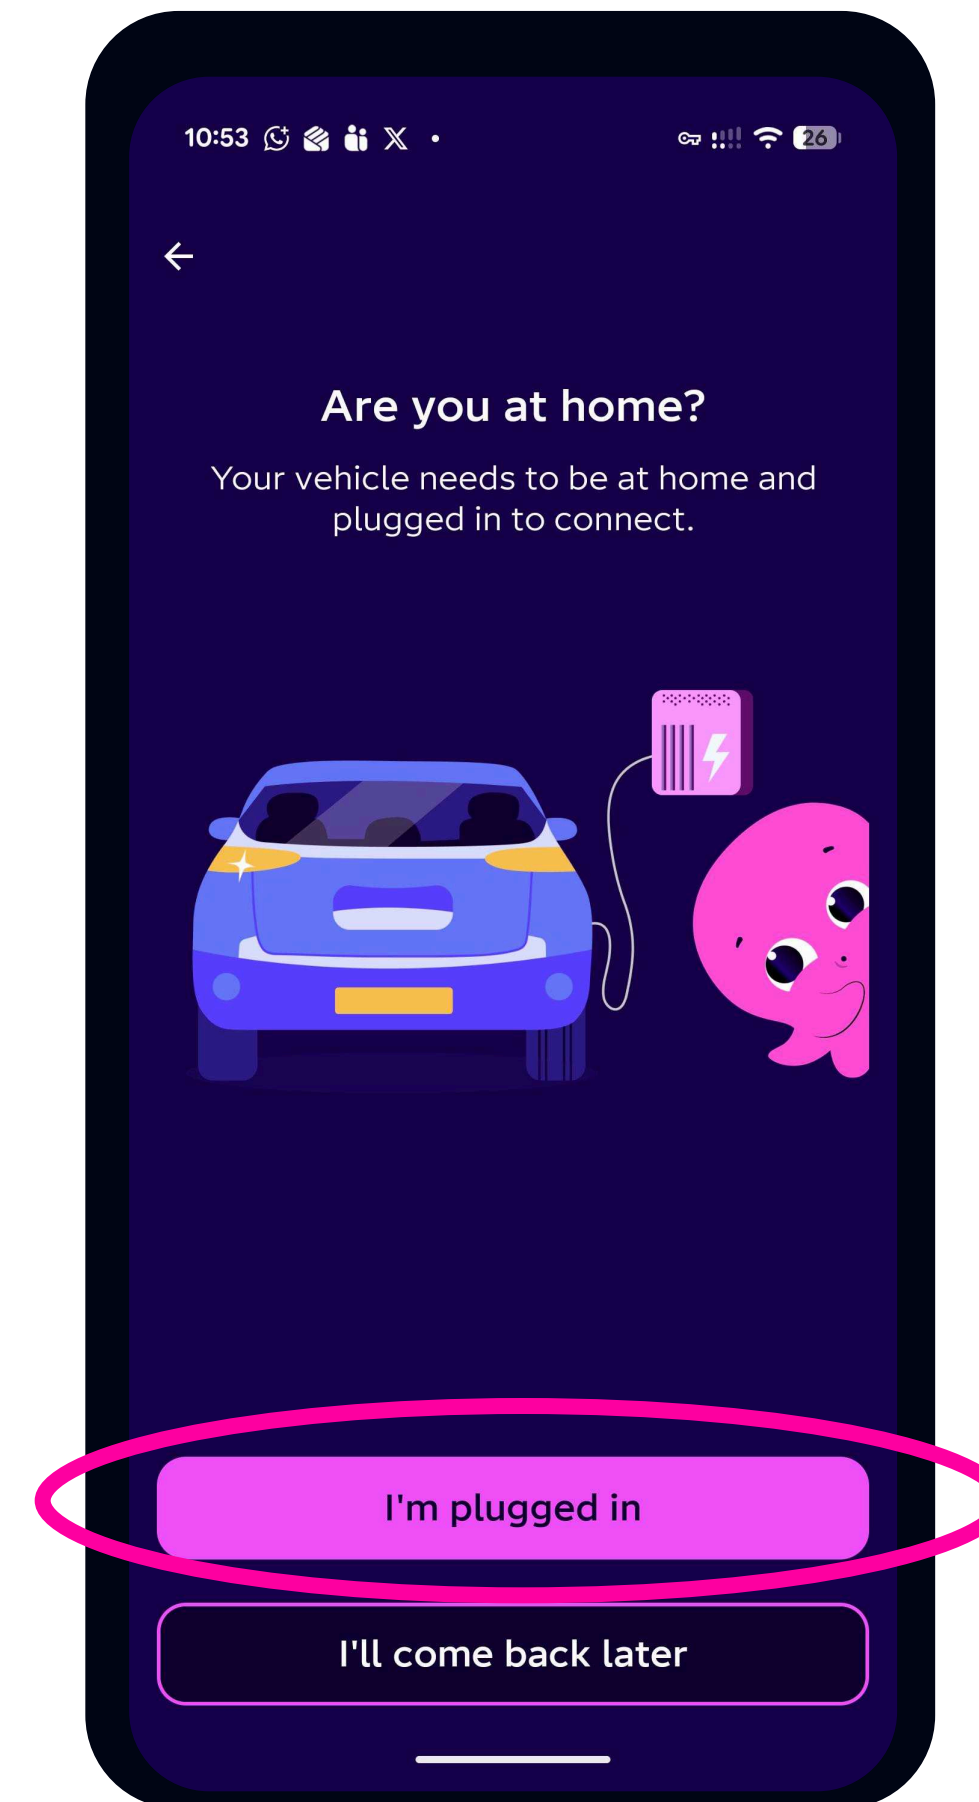 10:53
26
Are you at home?
Your vehicle needs to be at home and
plugged in to connect.
I'm plugged in
I'll come back later